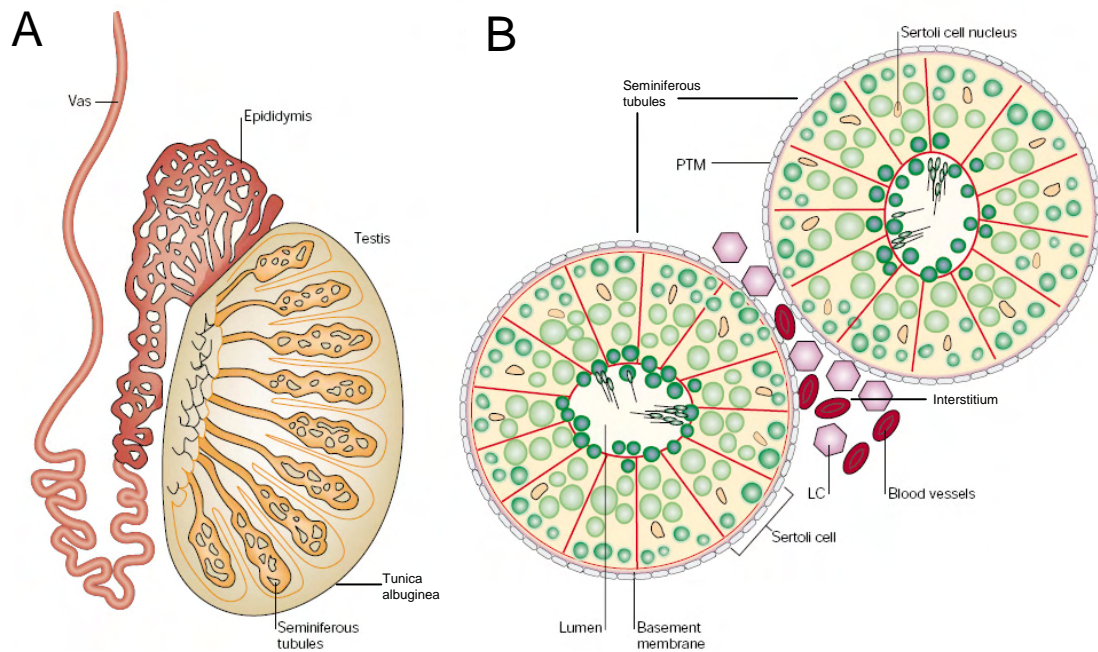 A
Vas
Epididymis
Testis
Tunica
albuginea
Seminiferous
tubules
B
Sertoli cell nucleus
Seminiferous
tubules
PTM
Interstitium
LC
Blood vessels
Sertoli cell
Lumen
Basement
membrane